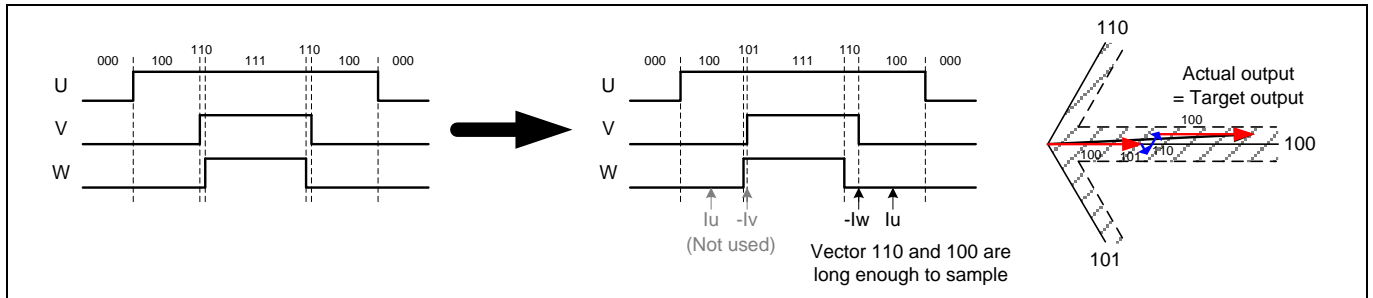 110 110
000 100 111 100 000
U
V
W
101 110
000 100 111 100 000
U
V
W
Iu -Iv
(Not used)
-Iw Iu
Vector 110 and 100 are
long enough to sample
110
Actual output
= Target output
100
100
100 101 110
101